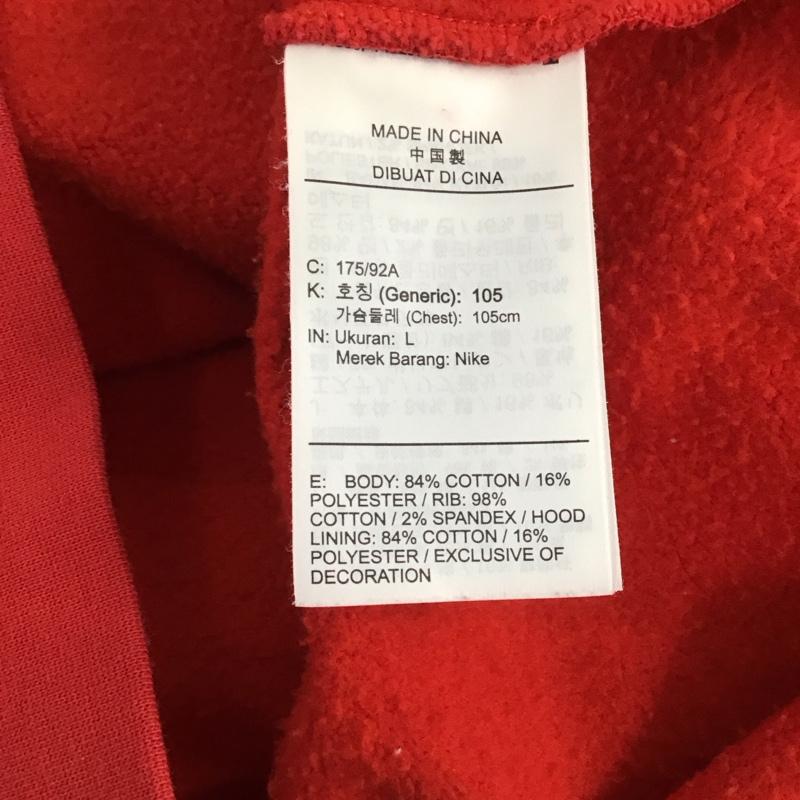 MADE IN CHINA
中国製
DIBUAT DI CINA
C: 175/92A
K: 호칭 (Generic): 105
가슴둘레 (Chest): 105cm
IN: Ukuran: L
Merek Barang: Nike
E: BODY: 84% COTTON / 16%
POLYESTER / RIB: 98%
COTTON / 2% SPANDEX / HOOD
LINING: 84% COTTON / 16%
POLYESTER / EXCLUSIVE OF
DECORATION